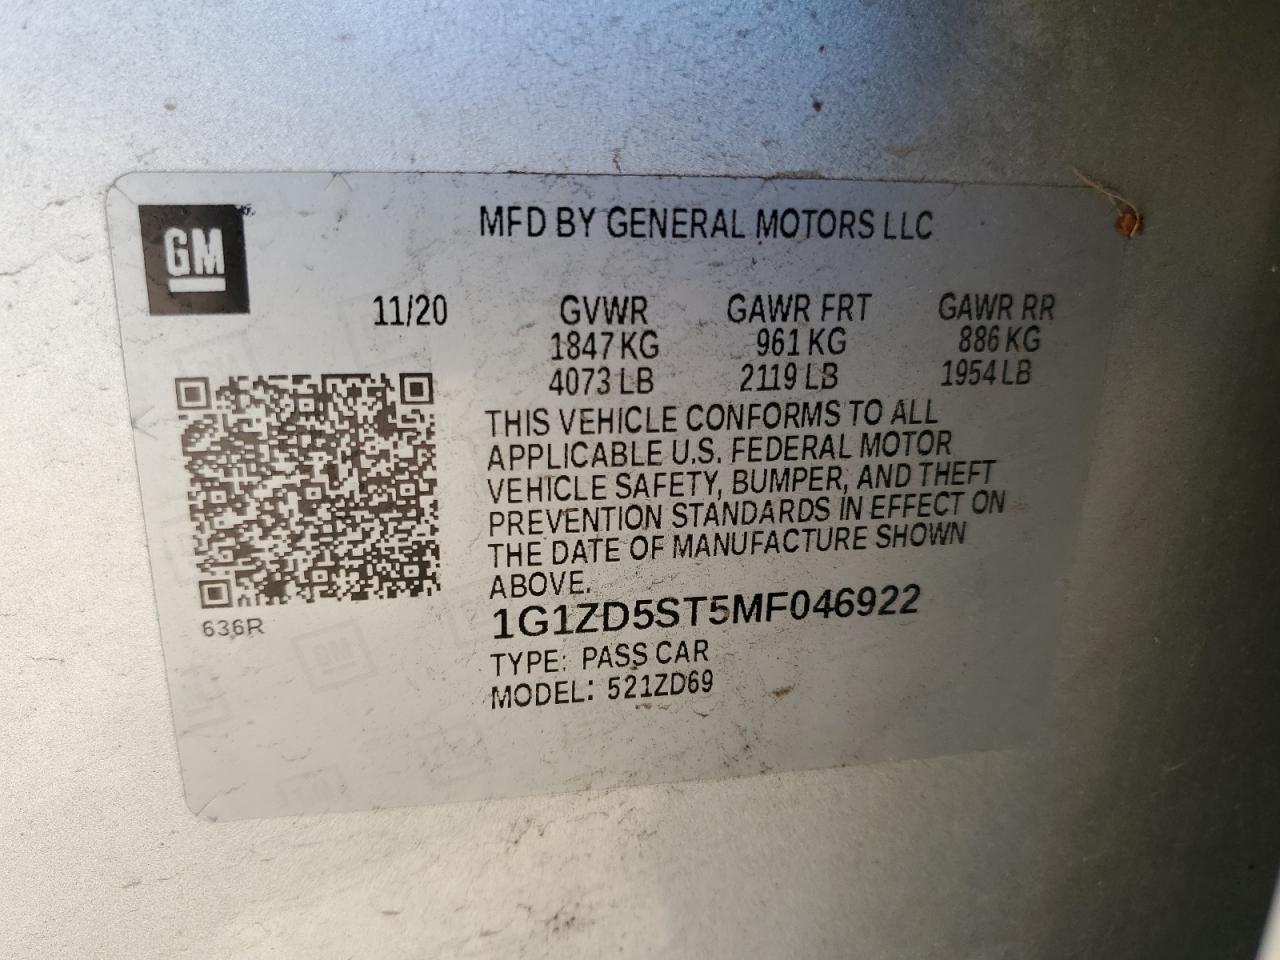 GM
MFD BY GENERAL MOTORS LLC
11/20 GVWR GAWR FRT GAWR RR
1847 KG 961 KG 886 KG
4073 LB 2119 LB 1954 LB
THIS VEHICLE CONFORMS TO ALL
APPLICABLE U.S. FEDERAL MOTOR
VEHICLE SAFETY, BUMPER, AND THEFT
PREVENTION STANDARDS IN EFFECT ON
THE DATE OF MANUFACTURE SHOWN
ABOVE.
1G1ZD5ST5MF046922
TYPE: PASS CAR
MODEL: 521ZD69
636R